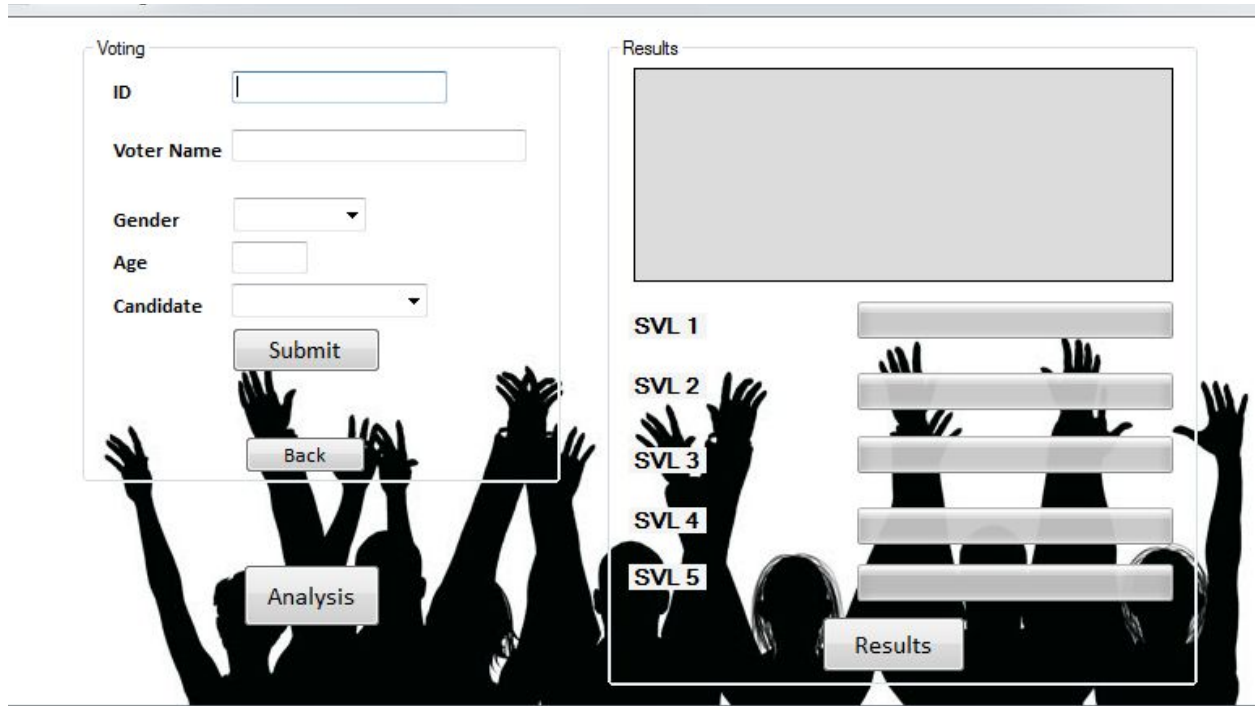 Voting
ID
Voter Name
Gender
Age
Candidate
Submit
Back
Analysis
Results
SVL 1
SVL 2
SVL 3
SVL 4
SVL 5
Results